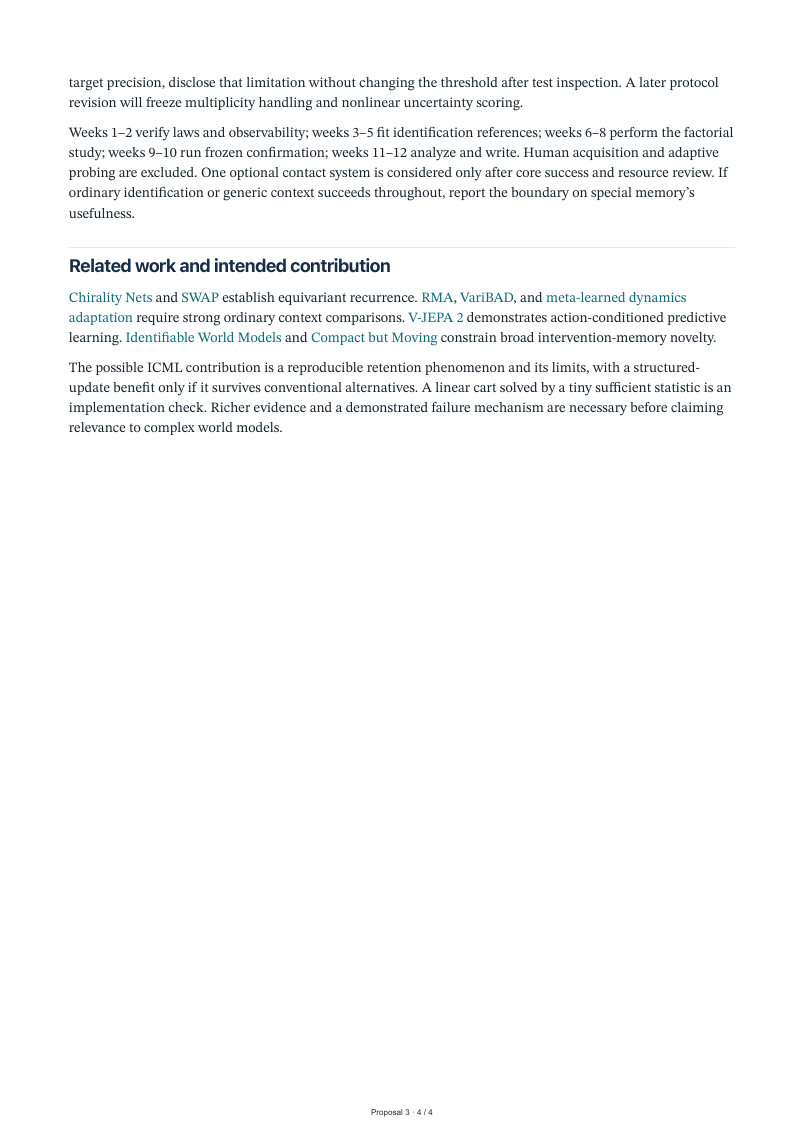 target precision, disclose that limitation without changing the threshold after test inspection. A later protocol
revision will freeze multiplicity handling and nonlinear uncertainty scoring.
Weeks 1–2 verify laws and observability; weeks 3–5 fit identification references; weeks 6–8 perform the factorial
study; weeks 9–10 run frozen confirmation; weeks 11–12 analyze and write. Human acquisition and adaptive
probing are excluded. One optional contact system is considered only after core success and resource review. If
ordinary identification or generic context succeeds throughout, report the boundary on special memory’s
usefulness.
Related work and intended contribution
Chirality Nets and SWAP establish equivariant recurrence. RMA, VariBAD, and meta-learned dynamics
adaptation require strong ordinary context comparisons. V-JEPA 2 demonstrates action-conditioned predictive
learning. Identifiable World Models and Compact but Moving constrain broad intervention-memory novelty.
The possible ICML contribution is a reproducible retention phenomenon and its limits, with a structured-
update benefit only if it survives conventional alternatives. A linear cart solved by a tiny sufficient statistic is an
implementation check. Richer evidence and a demonstrated failure mechanism are necessary before claiming
relevance to complex world models.
Proposal 3 · 4 / 4